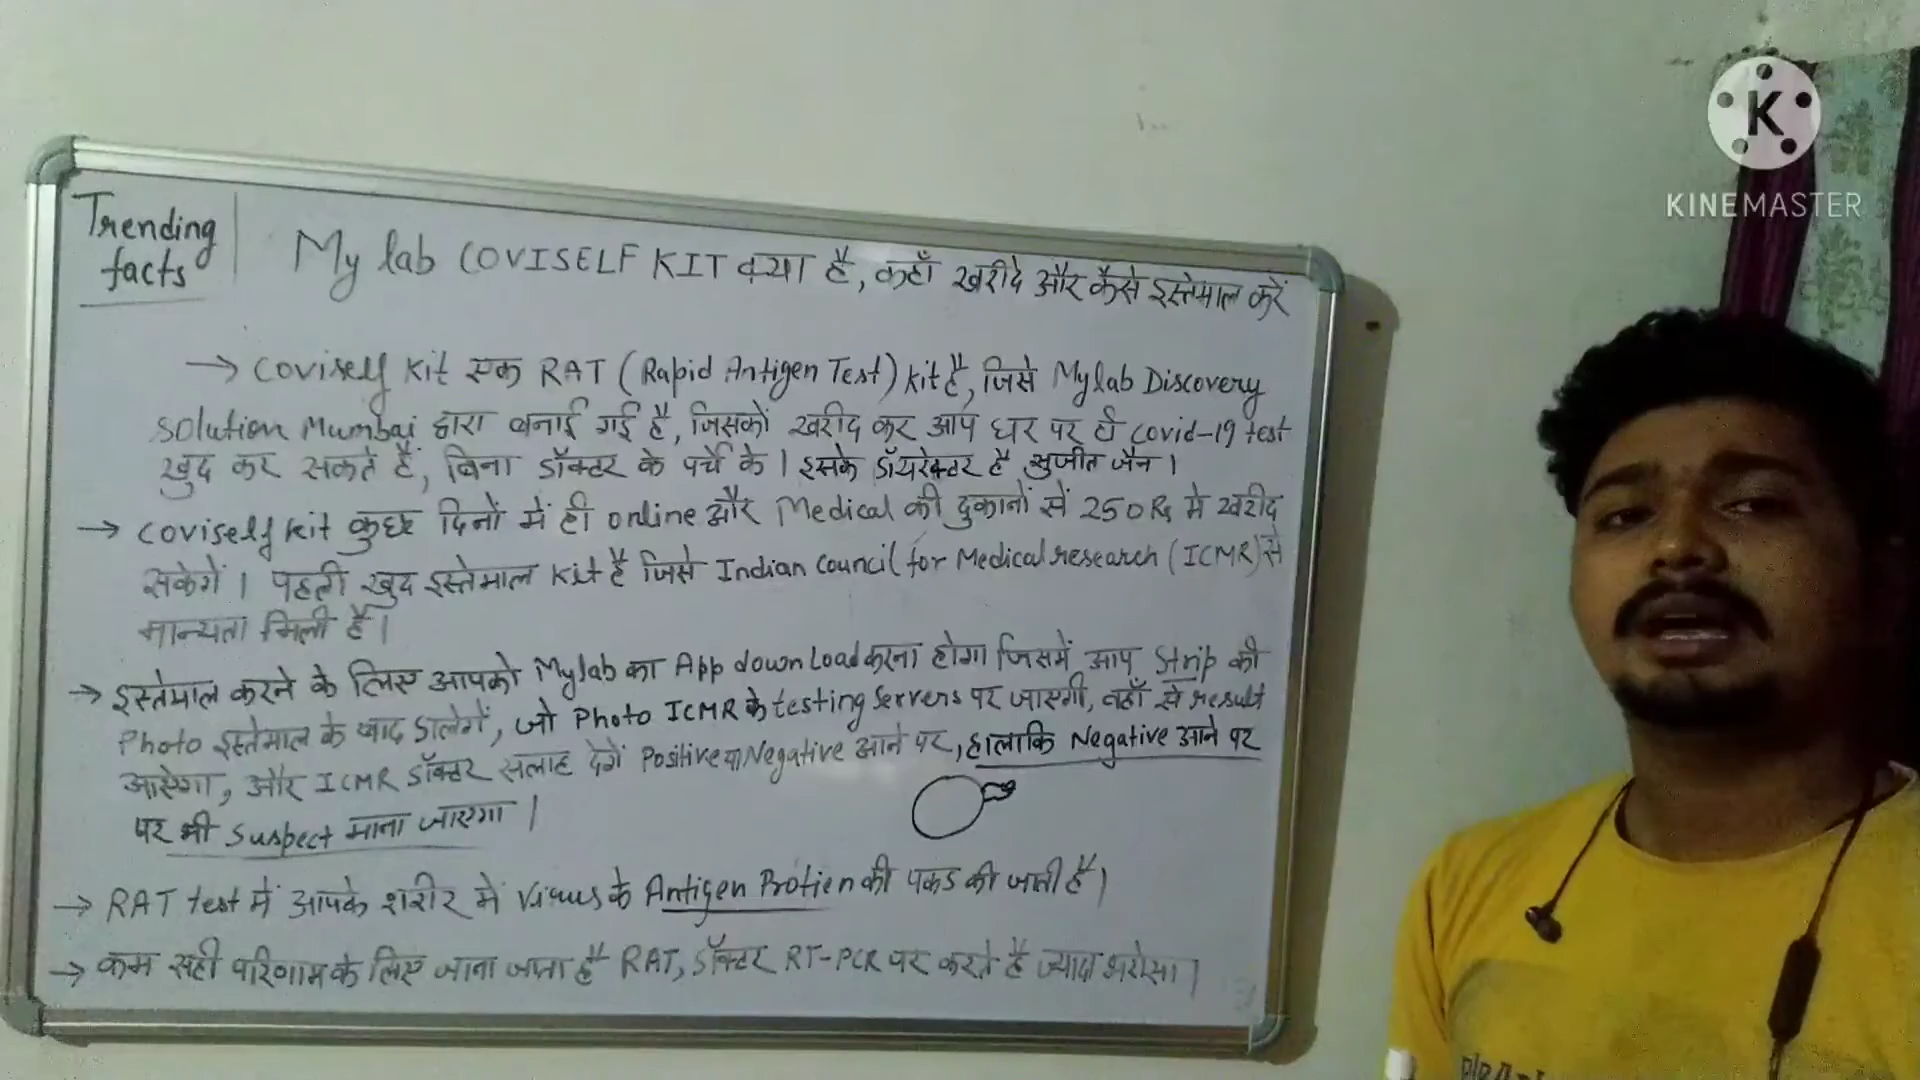 Trending
facts
My lab COVISELF KIT क्या है, कहाँ खरीदे और कैसे इस्तेमाल करें
→ Coviself Kit एक RAT (Rapid Antigen Test) Kit है, जिसे Mylab Discovery
Solution Mumbai द्वारा बनाई गई है, जिसको खरीद कर आप घर पर ही Covid-19 test
खुद कर सकते हैं, बिना डॉक्टर के पर्चे के। इसके डॉयरेक्टर है सुजीत जैन।
→ Coviself Kit कुछ दिनों में ही online और Medical की दुकानों से 250 Rs में खरीद
सकेगें। पहली खुद इस्तेमाल Kit है जिसे Indian Council for Medical research (ICMR) से
मान्यता मिली है।
→ इस्तेमाल करने के लिए आपको Mylab का App download करना होगा जिसमें आप Strip की
Photo इस्तेमाल के बाद डालेगें, जो Photo ICMR के testing Servers पर जाएगी, वहाँ से result
आऐगा, और ICMR डॉक्टर सलाह देगें Positive या Negative आने पर, हालाकि Negative आने पर
पर भी Suspect माना जाएगा।
→ RAT test में आपके शरीर में Virus के Antigen Protien की पकड की जाती है।
→ कम सही परिणाम के लिए जाना जाता है RAT, डॉक्टर RT-PCR पर करते है ज्यादा भरोसा।
K
KINEMASTER